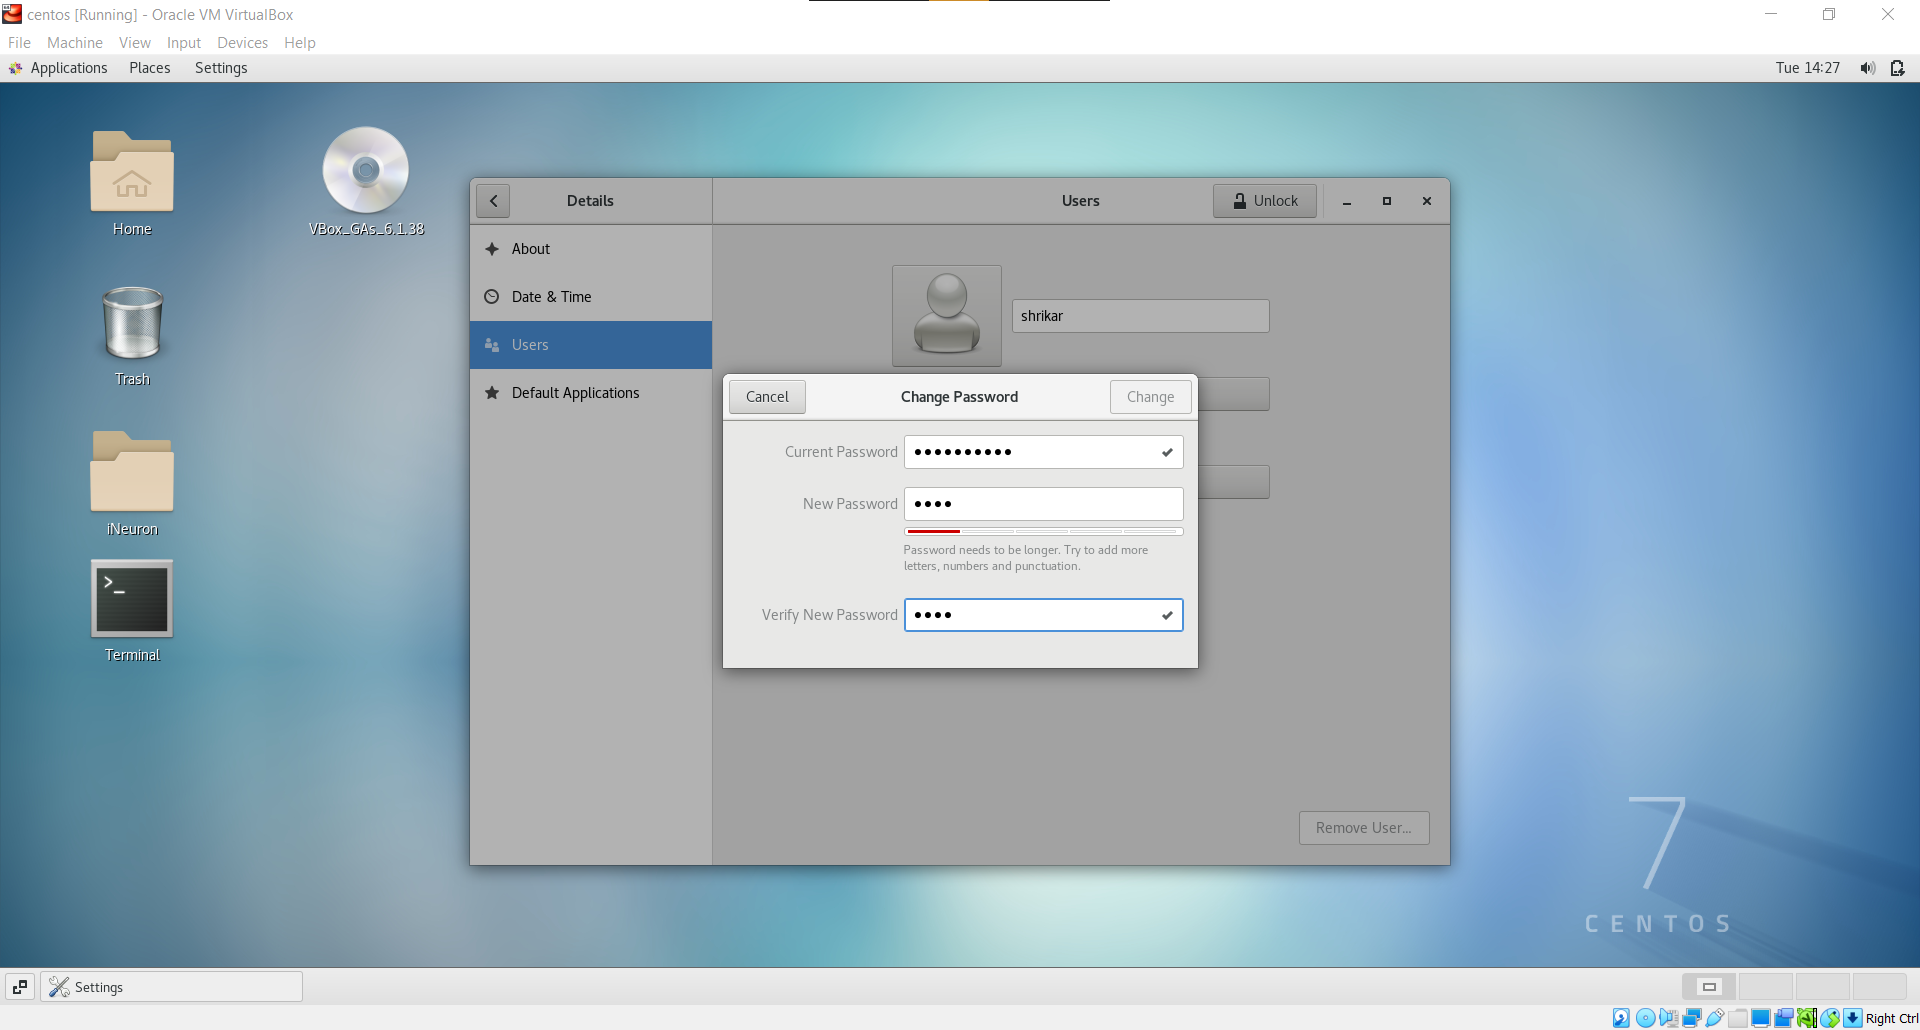 centos [Running] - Oracle VM VirtualBox
File Machine View Input Devices Help
Applications Places Settings
Tue 14:27
Home
VBox_GAs_6.1.38
Trash
iNeuron
>_
Terminal
Details
Users
Unlock
About
Date & Time
Users
Default Applications
shrikar
Cancel
Change Password
Change
Current Password
New Password
Password needs to be longer. Try to add more
letters, numbers and punctuation.
Verify New Password
Remove User...
7
CENTOS
Settings
Right Ctrl